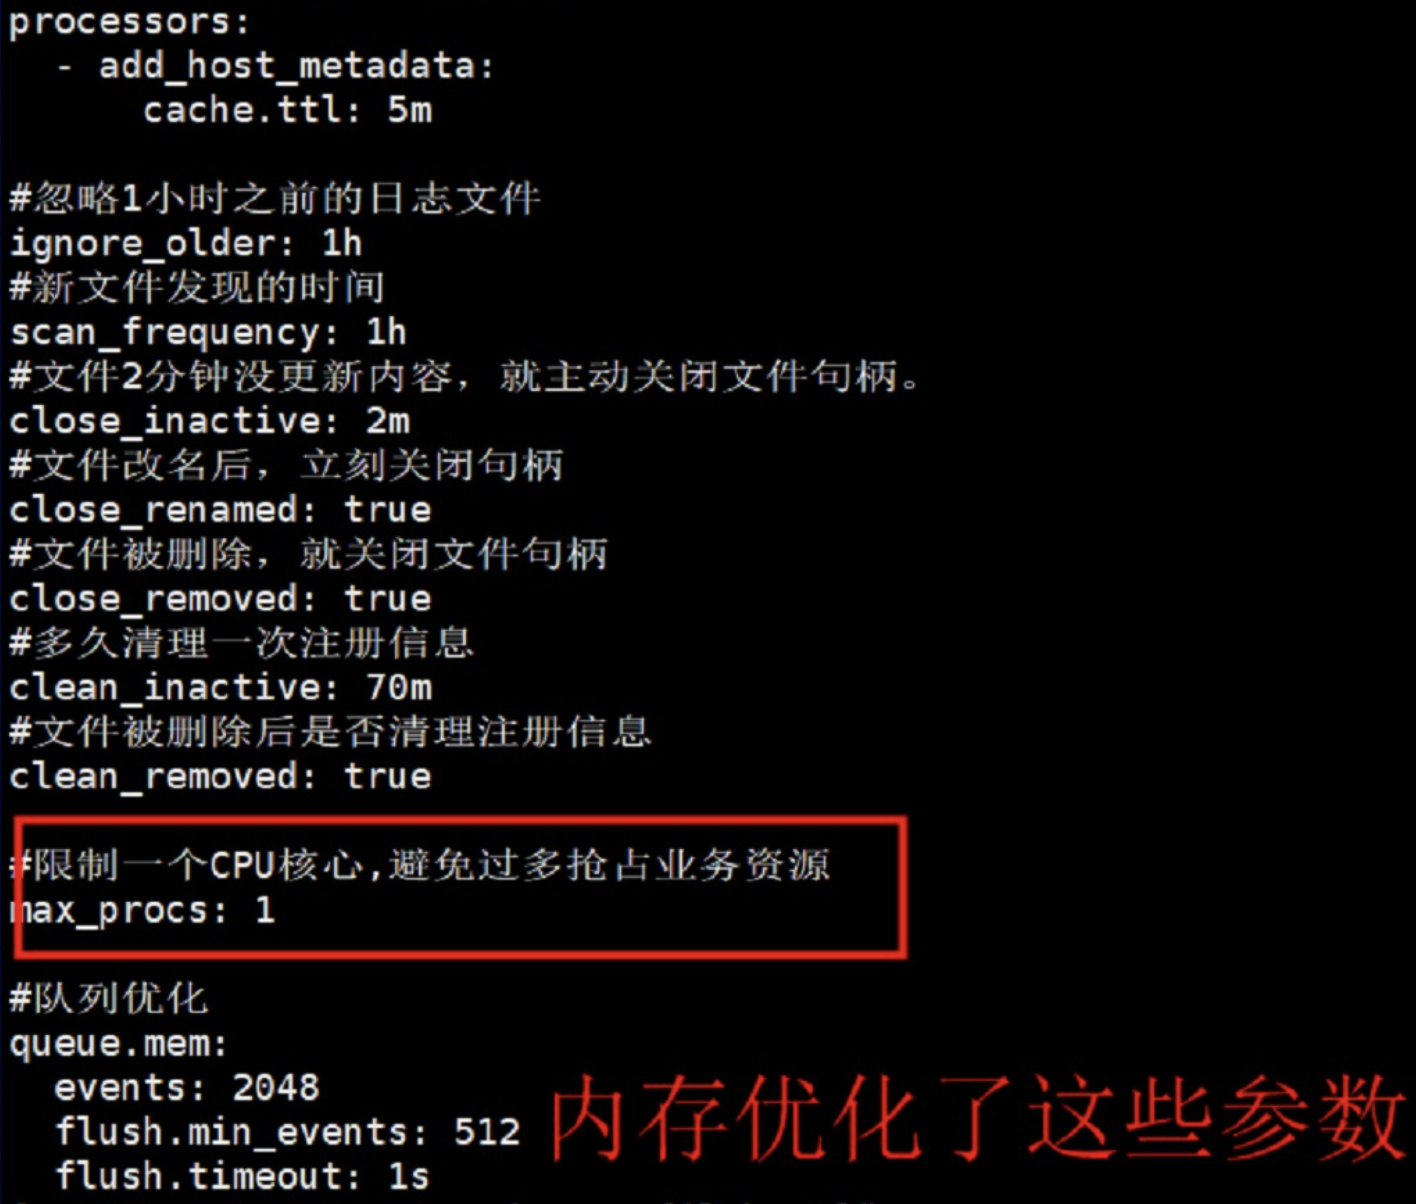 processors:
  - add_host_metadata:
      cache.ttl: 5m
#忽略1小时之前的日志文件
ignore_older: 1h
#新文件发现的时间
scan_frequency: 1h
#文件2分钟没更新内容，就主动关闭文件句柄。
close_inactive: 2m
#文件改名后，立刻关闭句柄
close_renamed: true
#文件被删除，就关闭文件句柄
close_removed: true
#多久清理一次注册信息
clean_inactive: 70m
#文件被删除后是否清理注册信息
clean_removed: true
#限制一个CPU核心,避免过多抢占业务资源
max_procs: 1
#队列优化
queue.mem:
  events: 2048
  flush.min_events: 512
  flush.timeout: 1s
内存优化了这些参数